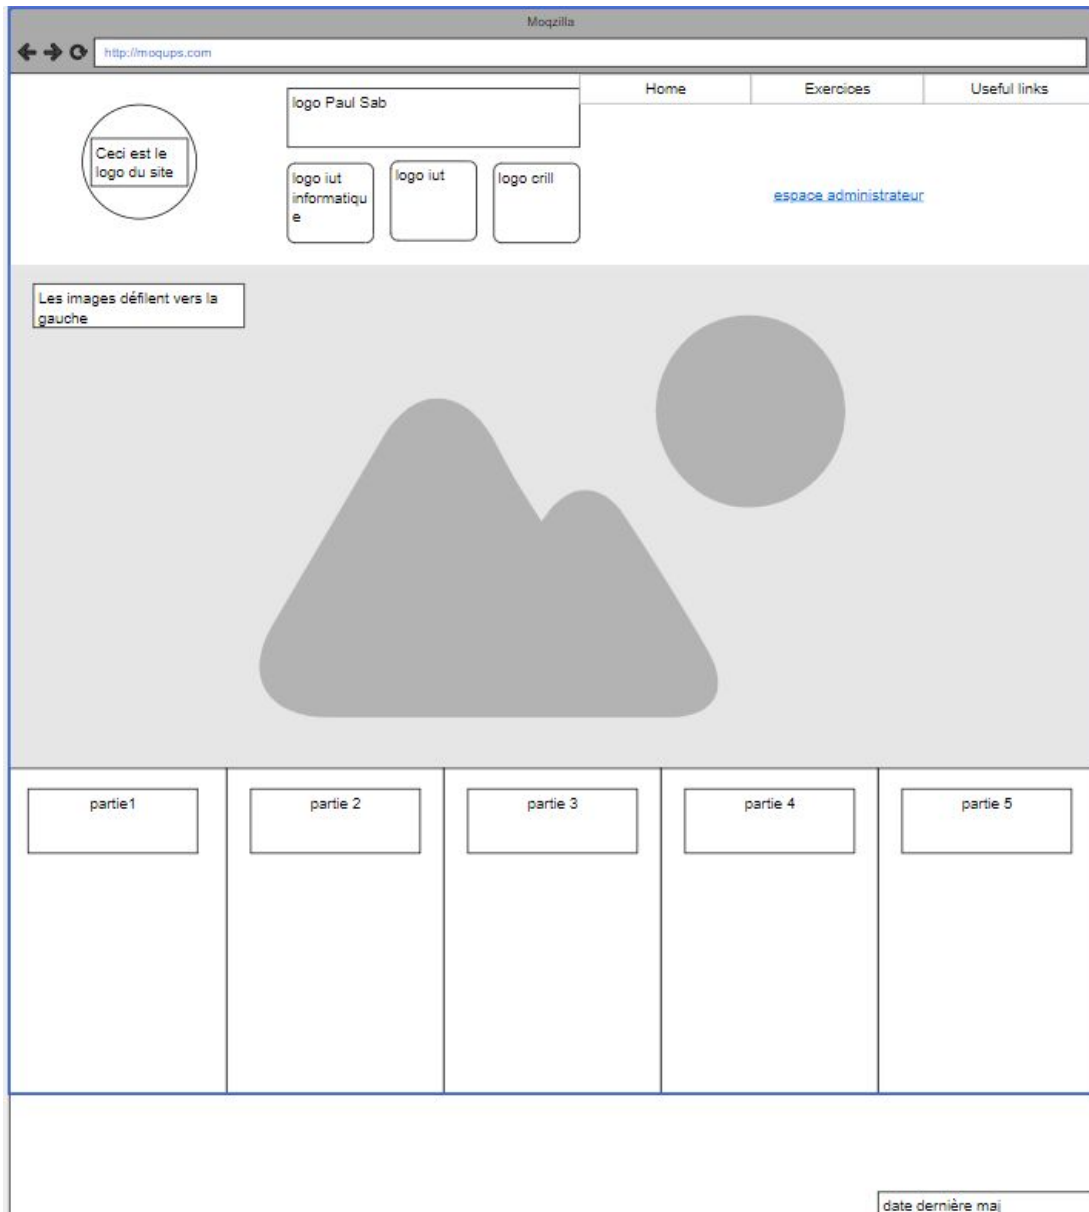 Moqzilla
http://moqups.com
Home
Exercices
Useful links
logo Paul Sab
Ceci est le
logo du site
logo iut
informatiqu
e
logo iut
logo crill
espace administrateur
Les images défilent vers la
gauche
partie1
partie 2
partie 3
partie 4
partie 5
date dernière maj